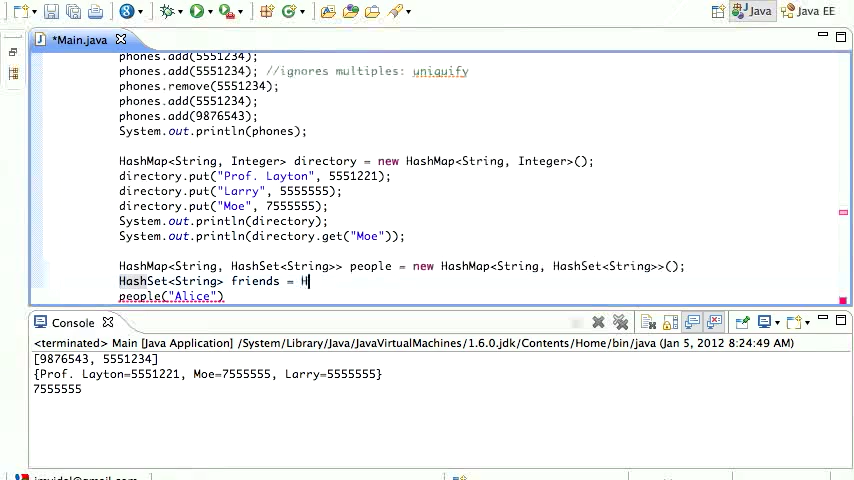 Java
Java EE
*Main.java
phones.add(5551234);
phones.add(5551234); //ignores multiples: uniquify
phones.remove(5551234);
phones.add(5551234);
phones.add(9876543);
System.out.println(phones);
HashMap<String, Integer> directory = new HashMap<String, Integer>();
directory.put("Prof. Layton", 5551221);
directory.put("Larry", 5555555);
directory.put("Moe", 7555555);
System.out.println(directory);
System.out.println(directory.get("Moe"));
HashMap<String, HashSet<String>> people = new HashMap<String, HashSet<String>>();
HashSet<String> friends = H
people("Alice")
Console
<terminated> Main [Java Application] /System/Library/Java/JavaVirtualMachines/1.6.0.jdk/Contents/Home/bin/java (Jan 5, 2012 8:24:49 AM)
[9876543, 5551234]
{Prof. Layton=5551221, Moe=7555555, Larry=5555555}
7555555